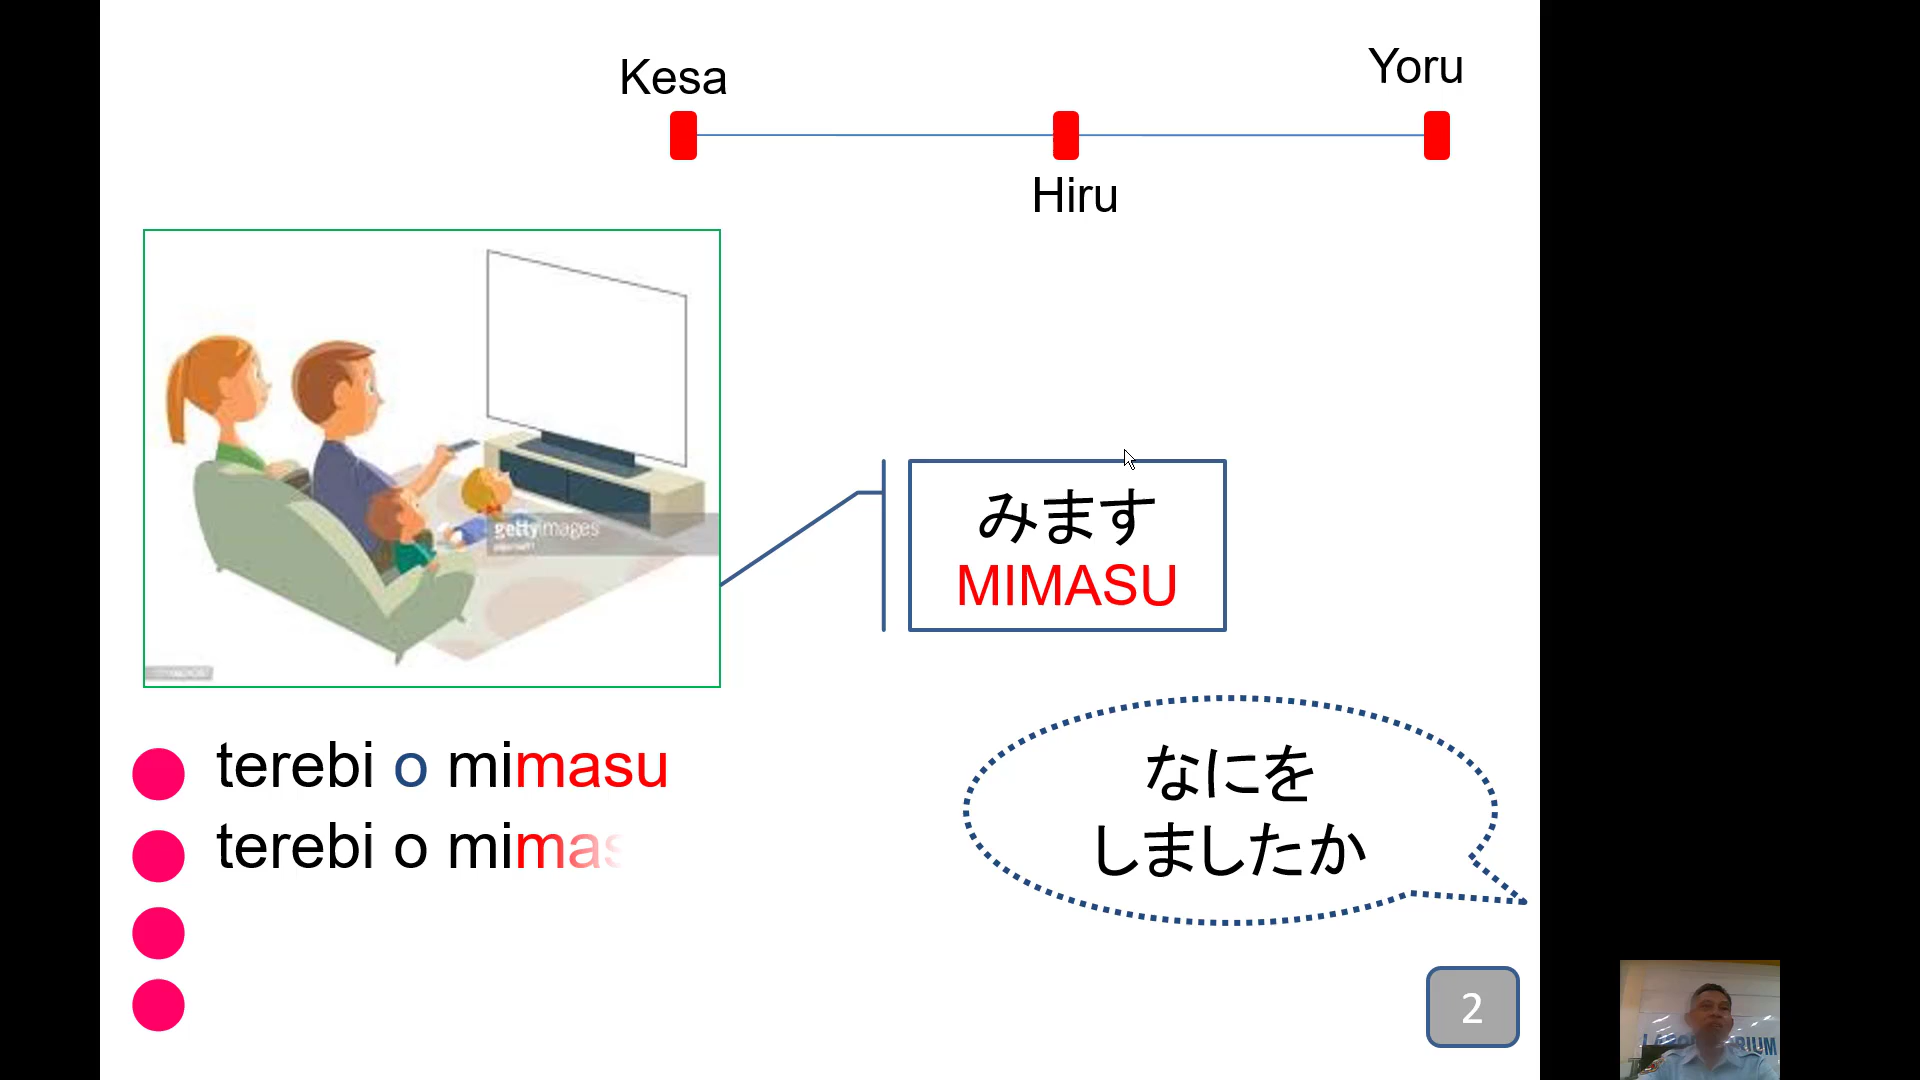 Kesa
Yoru
Hiru
gettyimages
みます
MIMASU
terebi o mimasu
terebi o mimas
なにを
しましたか
2